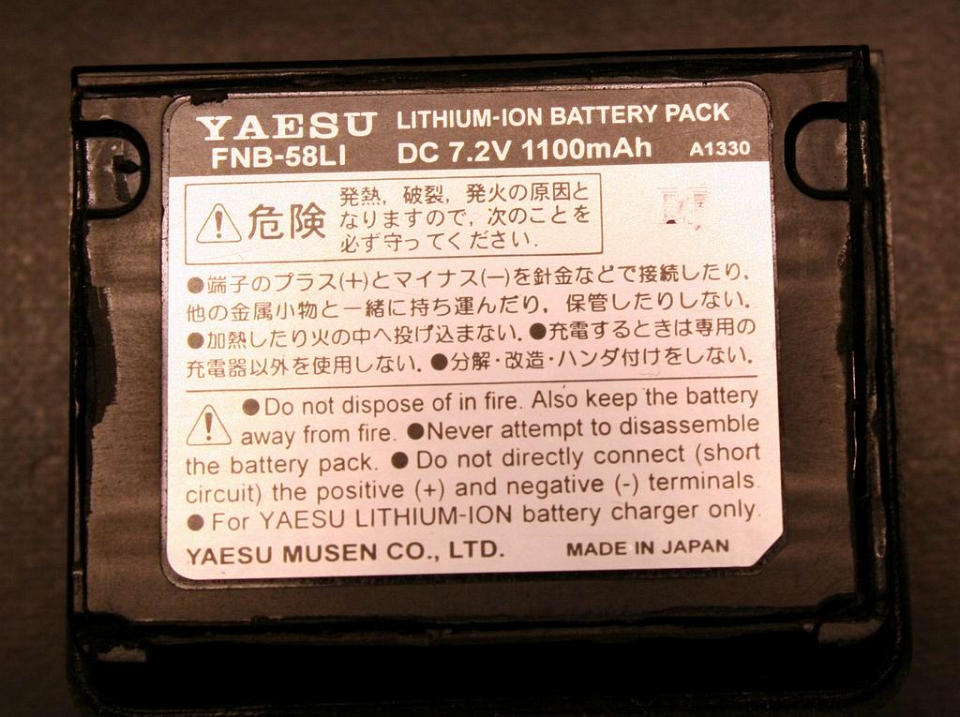 YAESU LITHIUM-ION BATTERY PACK
FNB-58LI DC 7.2V 1100mAh A1330
危険
発熱，破裂，発火の原因と
なりますので，次のことを
必ず守ってください．
●端子のプラス(+)とマイナス(−)を針金などで接続したり，
他の金属小物と一緒に持ち運んだり，保管したりしない．
●加熱したり火の中へ投げ込まない．●充電するときは専用の
充電器以外を使用しない．●分解・改造・ハンダ付けをしない．
●Do not dispose of in fire. Also keep the battery
away from fire. ●Never attempt to disassemble
the battery pack. ● Do not directly connect (short
circuit) the positive (+) and negative (-) terminals.
● For YAESU LITHIUM-ION battery charger only.
YAESU MUSEN CO., LTD. MADE IN JAPAN